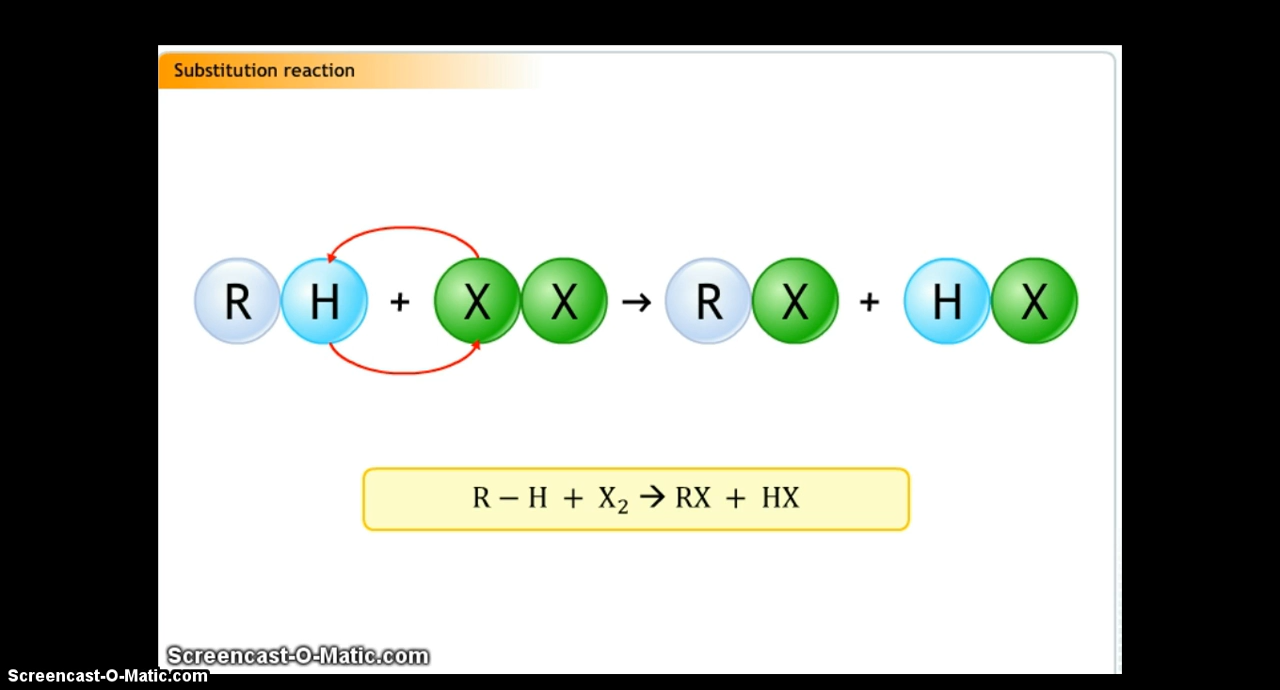 Substitution reaction
R H + X X → R X + H X
R − H + X₂ → RX + HX
Screencast-O-Matic.com
Screencast-O-Matic.com